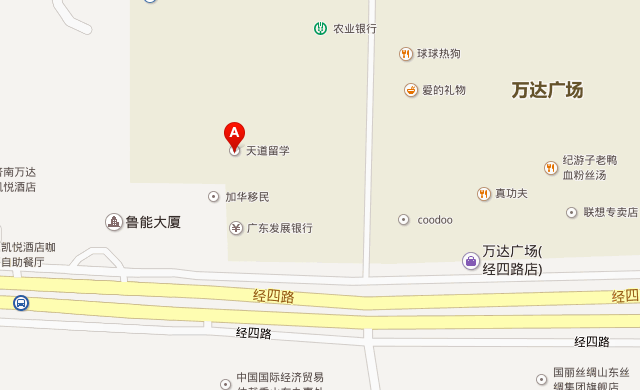 农业银行
球球热狗
爱的礼物
万达广场
A
天道留学
纪游子老鸭
血粉丝汤
济南万达
凯悦酒店
加华移民
真功夫
联想专卖店
鲁能大厦
广东发展银行
coodoo
凯悦酒店咖
自助餐厅
万达广场(
经四路店)
经四路
经四
经四路
经四路
中国国际经济贸易
国丽丝绸山东丝
绸集团旗舰店